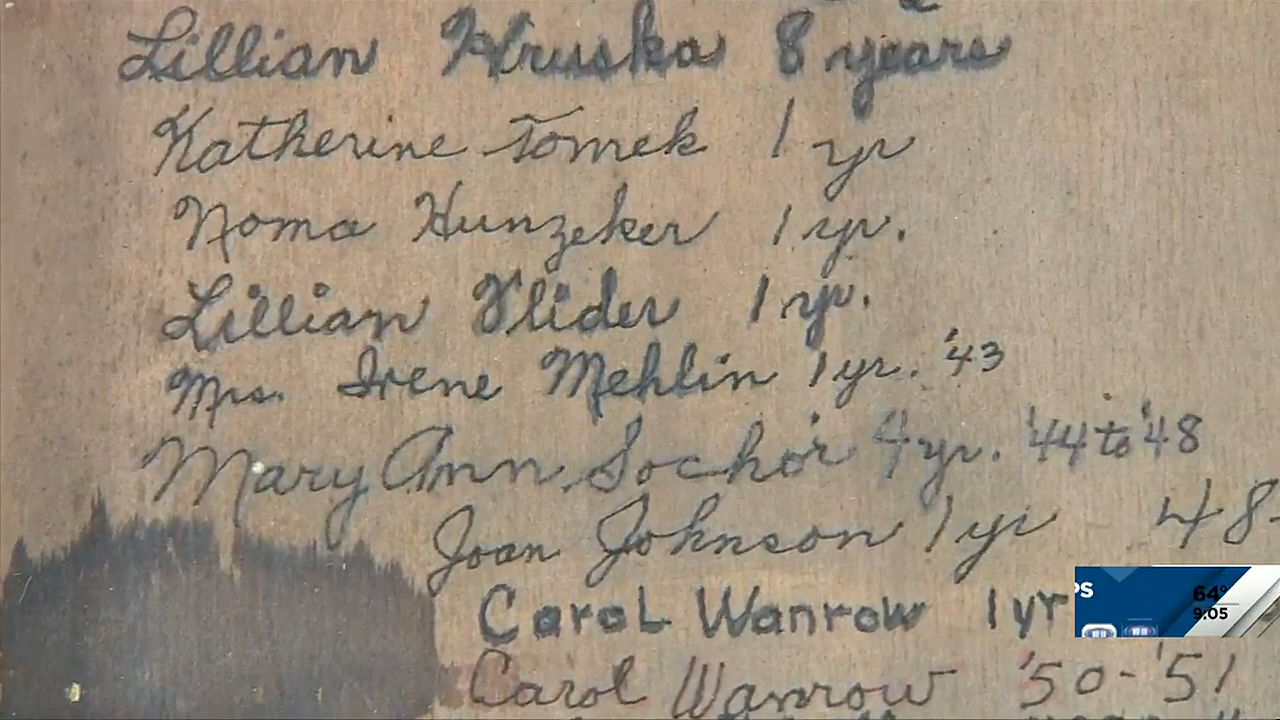 Lillian Hruska 8 years
Katherine Tomek 1 yr
Noma Hunzeker 1 yr.
Lillian Klider 1 yr.
Mrs. Irene Mehlin 1 yr. '43
Mary Ann Sochor 4 yr. '44 to '48
Joan Johnson 1 yr 48-
Carol Wanrow 1 yr
Carol Wanrow '50-'51
PS
64°
9:05